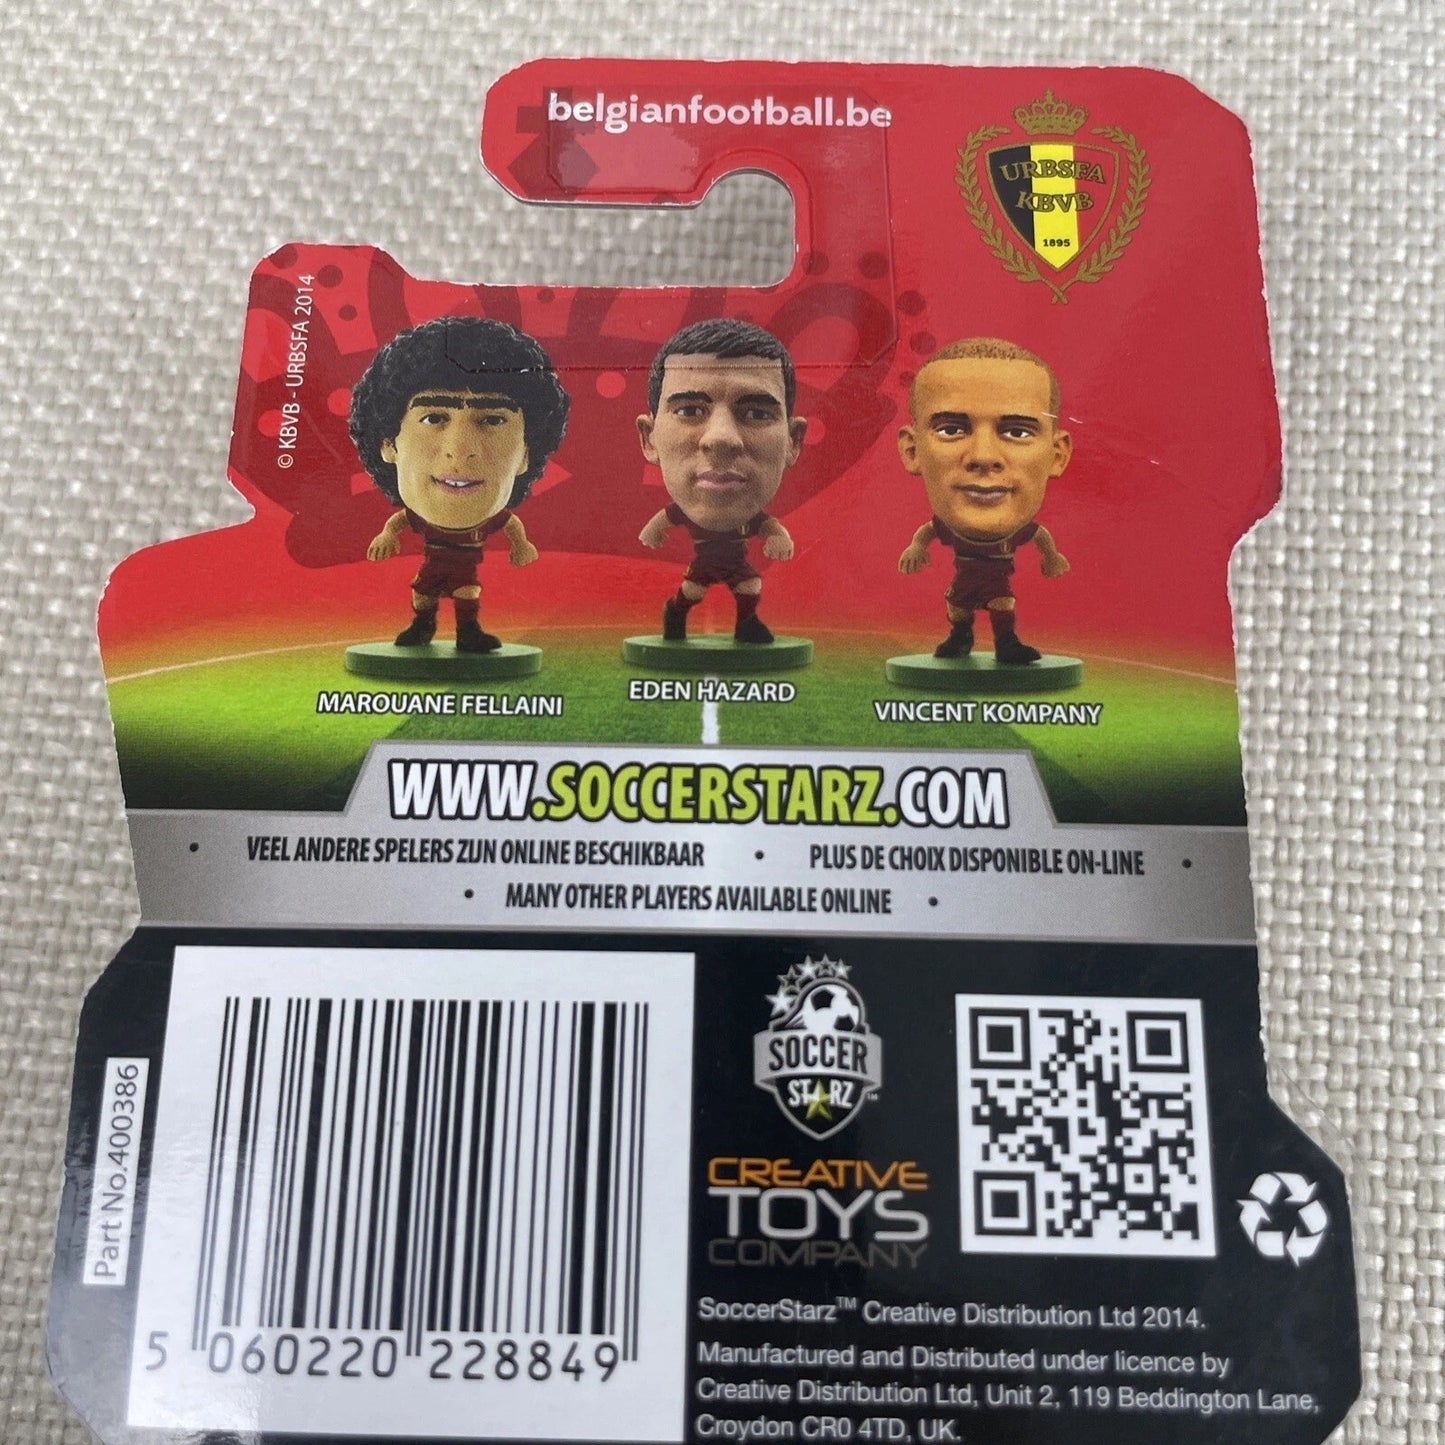 belgianfootball.be
URBSFA
KBVB
1895
© KBVB - URBSFA 2014
MAROUANE FELLAINI
EDEN HAZARD
VINCENT KOMPANY
WWW.SOCCERSTARZ.COM
• VEEL ANDERE SPELERS ZIJN ONLINE BESCHIKBAAR • PLUS DE CHOIX DISPONIBLE ON-LINE •
• MANY OTHER PLAYERS AVAILABLE ONLINE •
Part No.400386
5 060220 228849
SOCCER
STARZ™
CREATIVE
TOYS
COMPANY
SoccerStarz™ Creative Distribution Ltd 2014.
Manufactured and Distributed under licence by
Creative Distribution Ltd, Unit 2, 119 Beddington Lane,
Croydon CR0 4TD, UK.